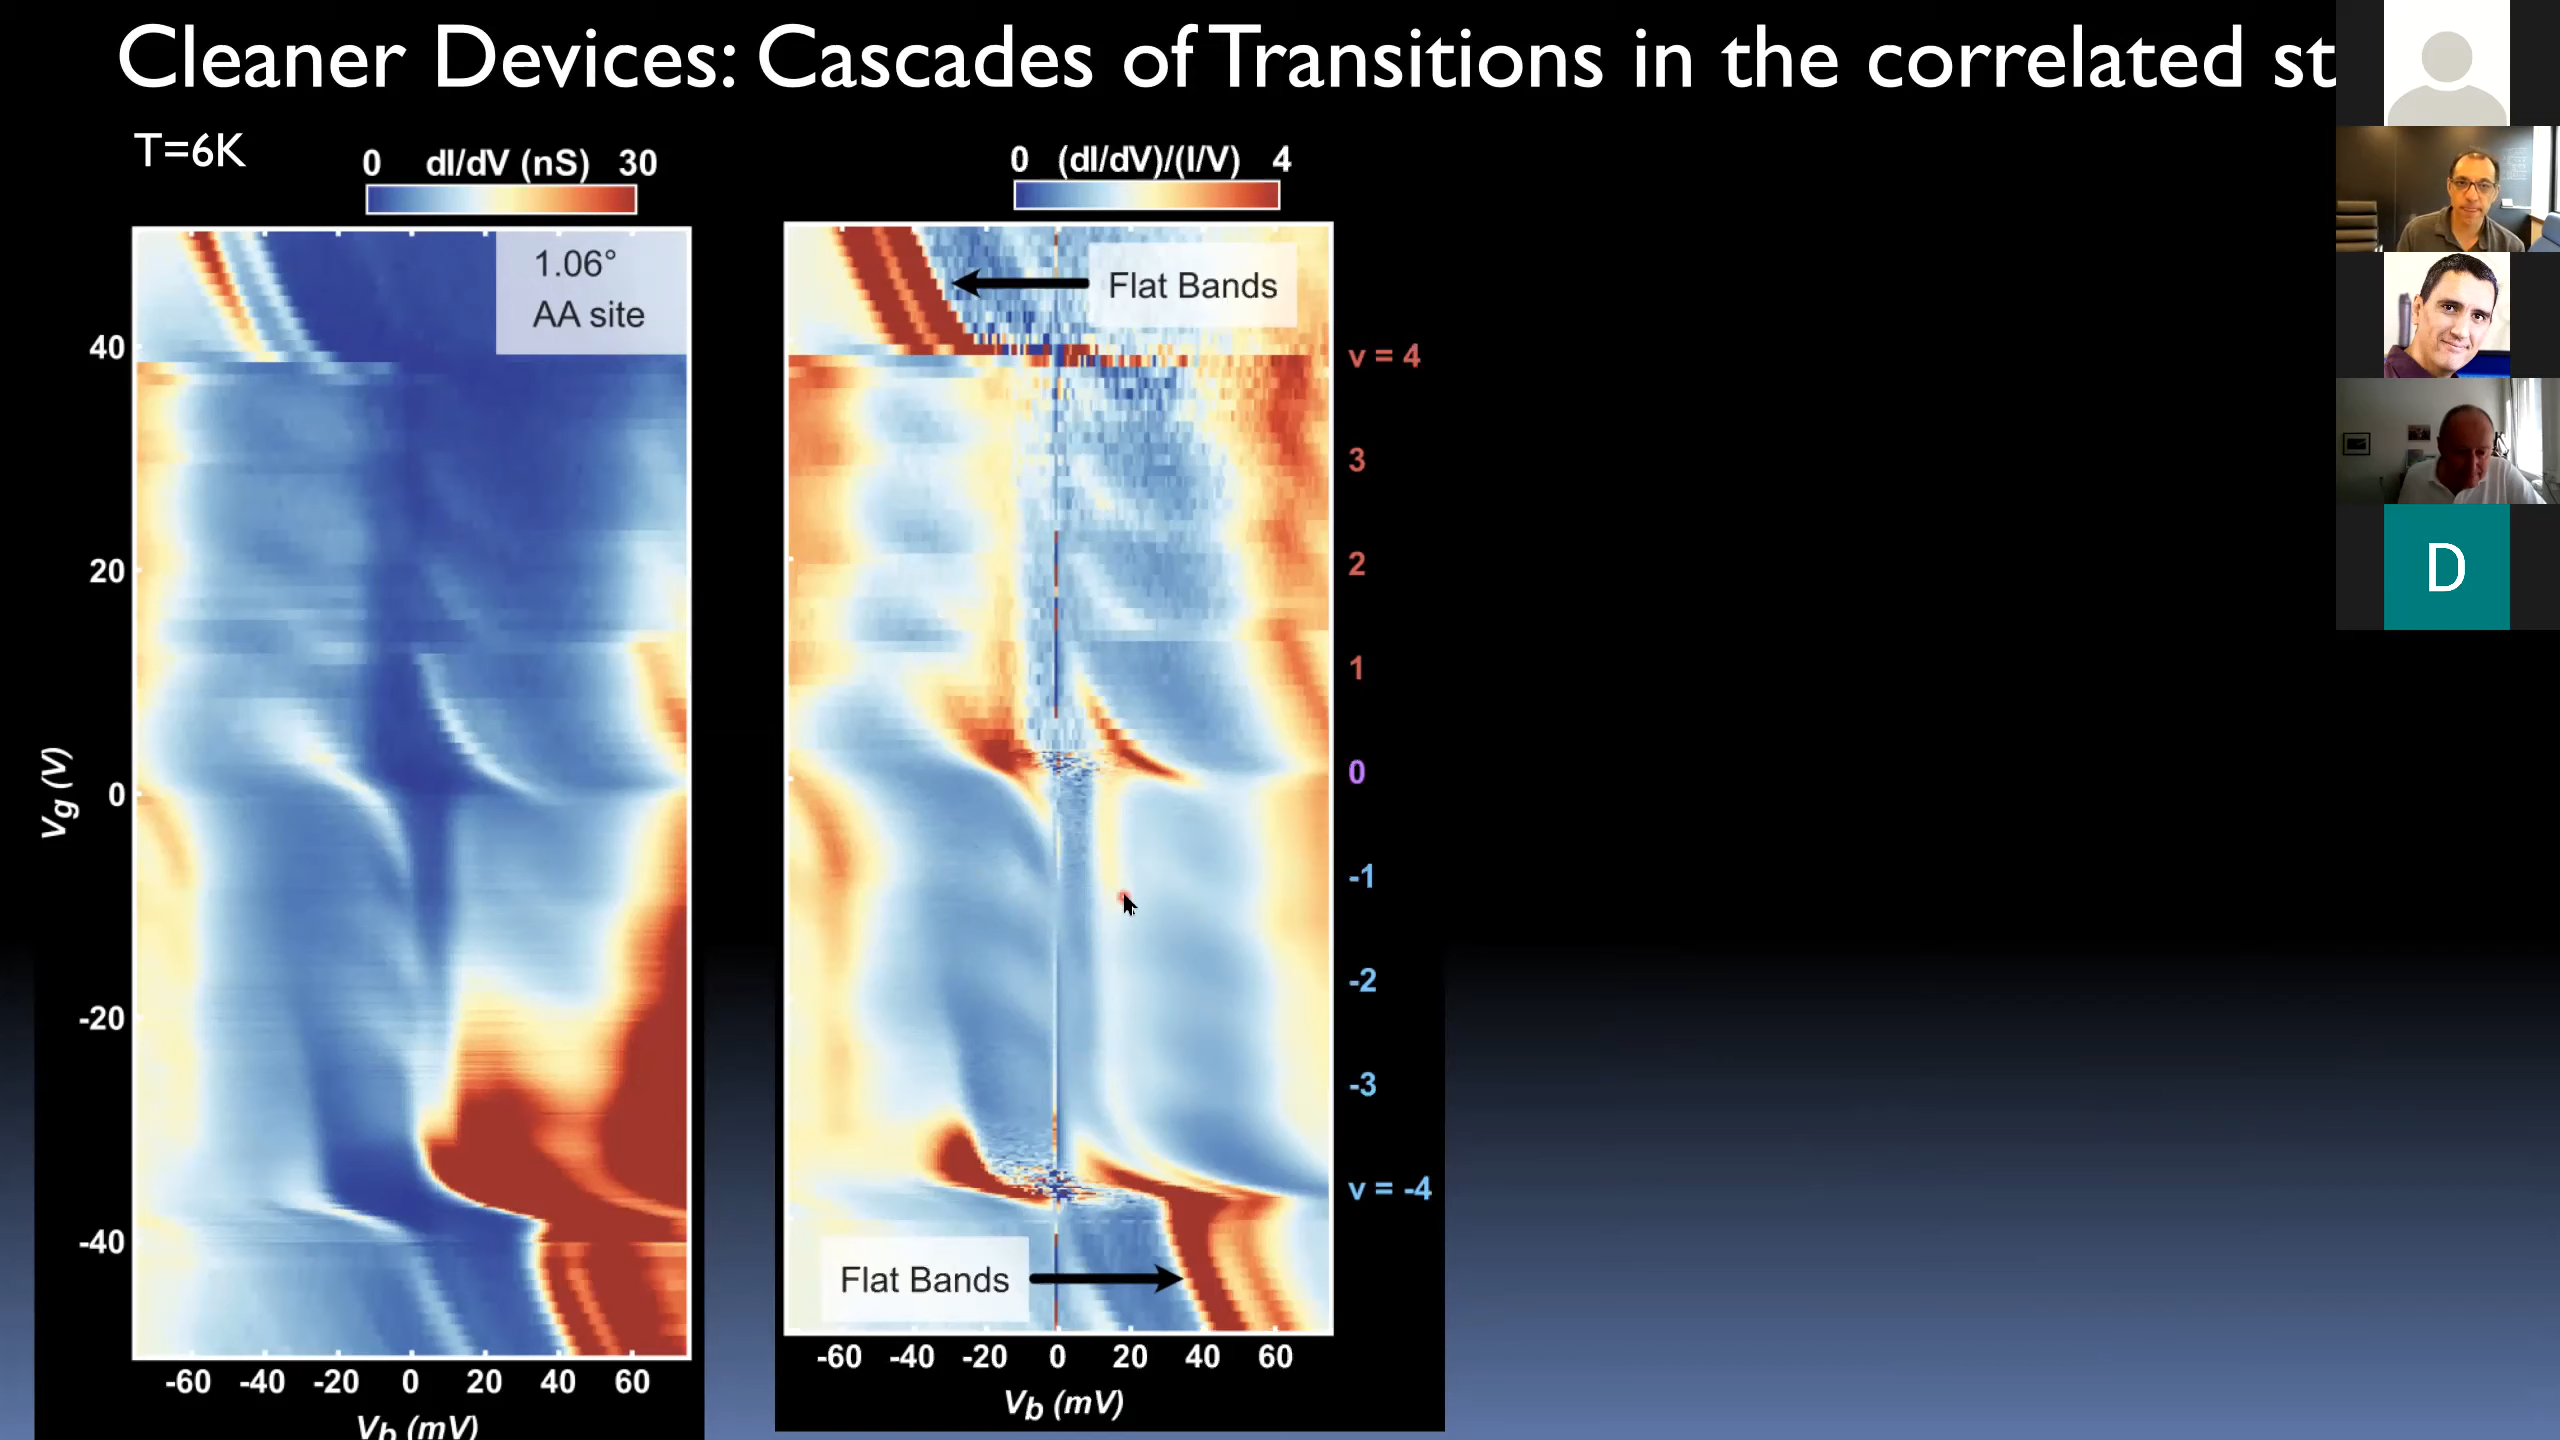 Cleaner Devices: Cascades of Transitions in the correlated st
T=6K
0 dI/dV (nS) 30
1.06°
AA site
40
20
0
-20
-40
Vg (V)
-60 -40 -20 0 20 40 60
Vb (mV)
0 (dI/dV)/(I/V) 4
Flat Bands
ν = 4
3
2
1
0
-1
-2
-3
ν = -4
Flat Bands
-60 -40 -20 0 20 40 60
Vb (mV)
D